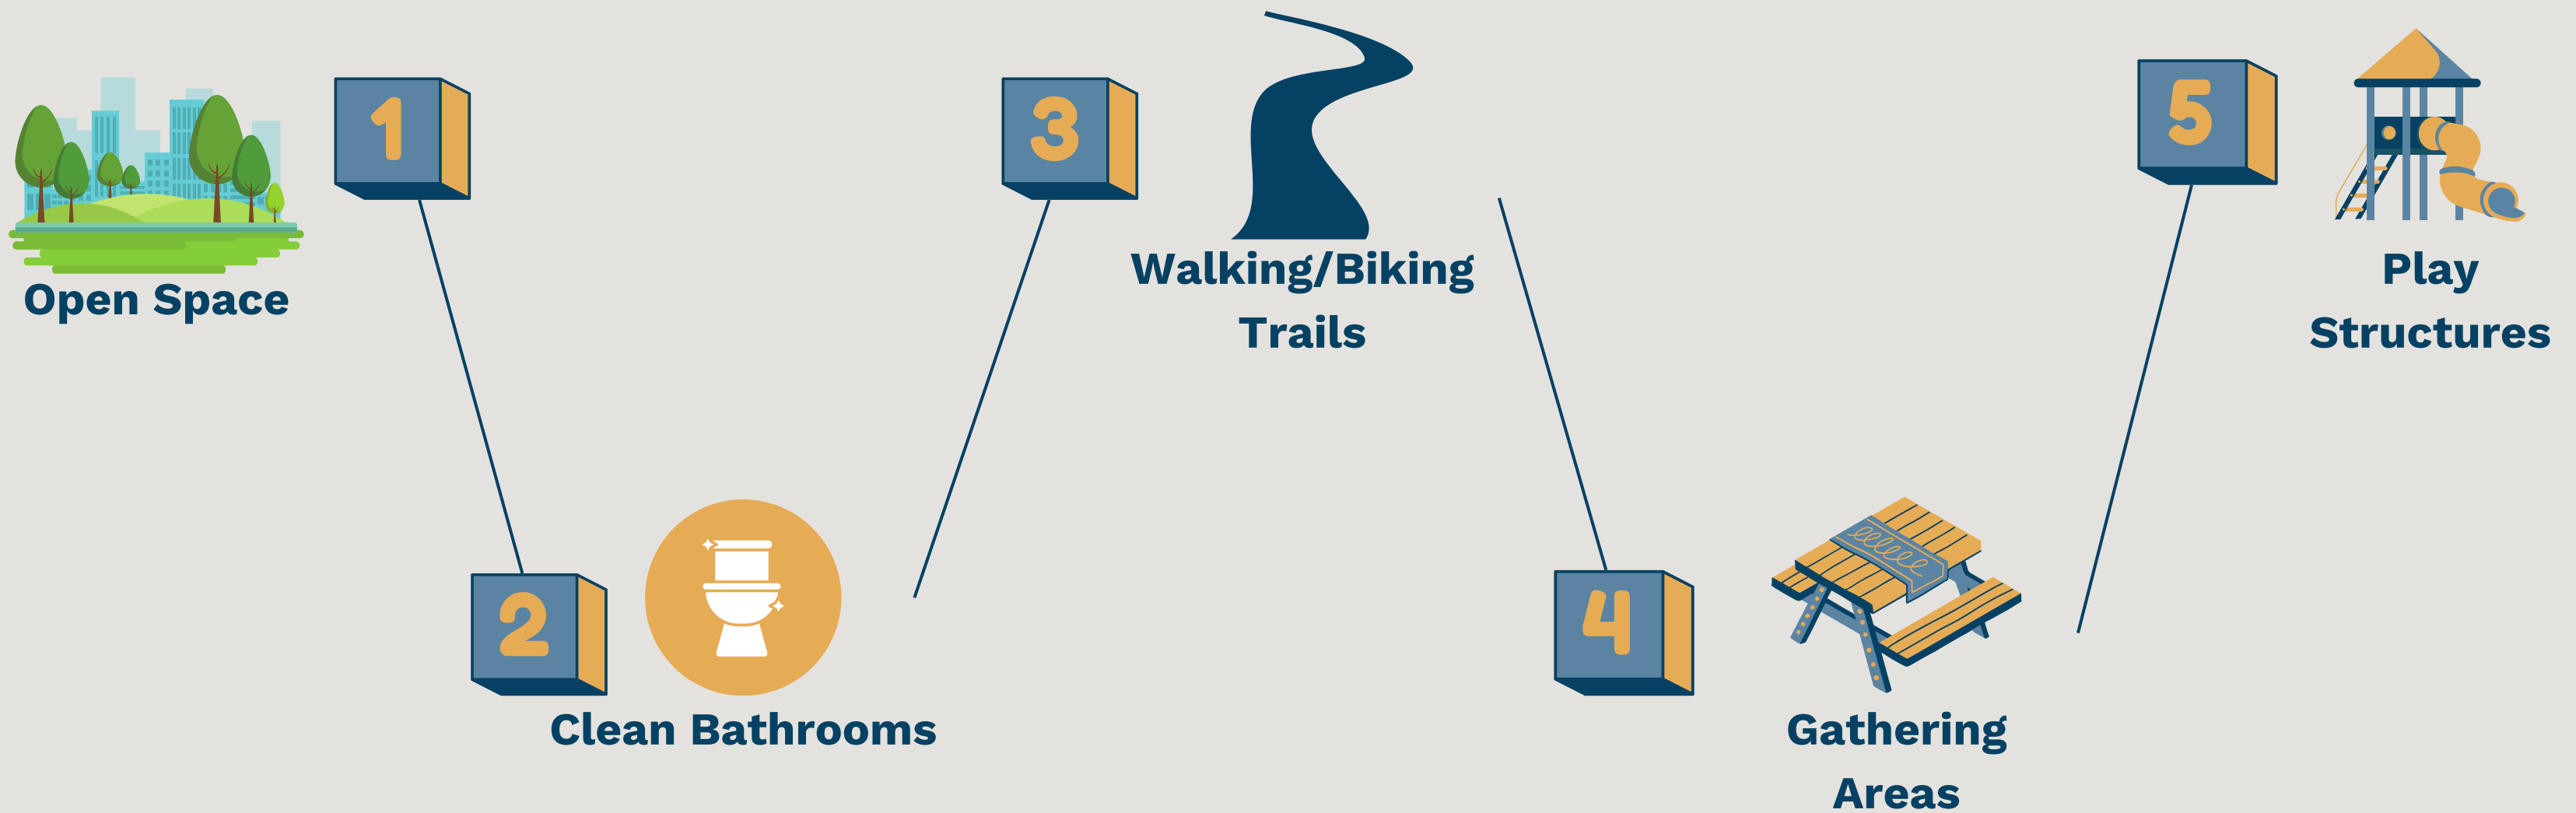 1
Open Space
2
Clean Bathrooms
3
Walking/Biking
Trails
4
Gathering
Areas
5
Play
Structures